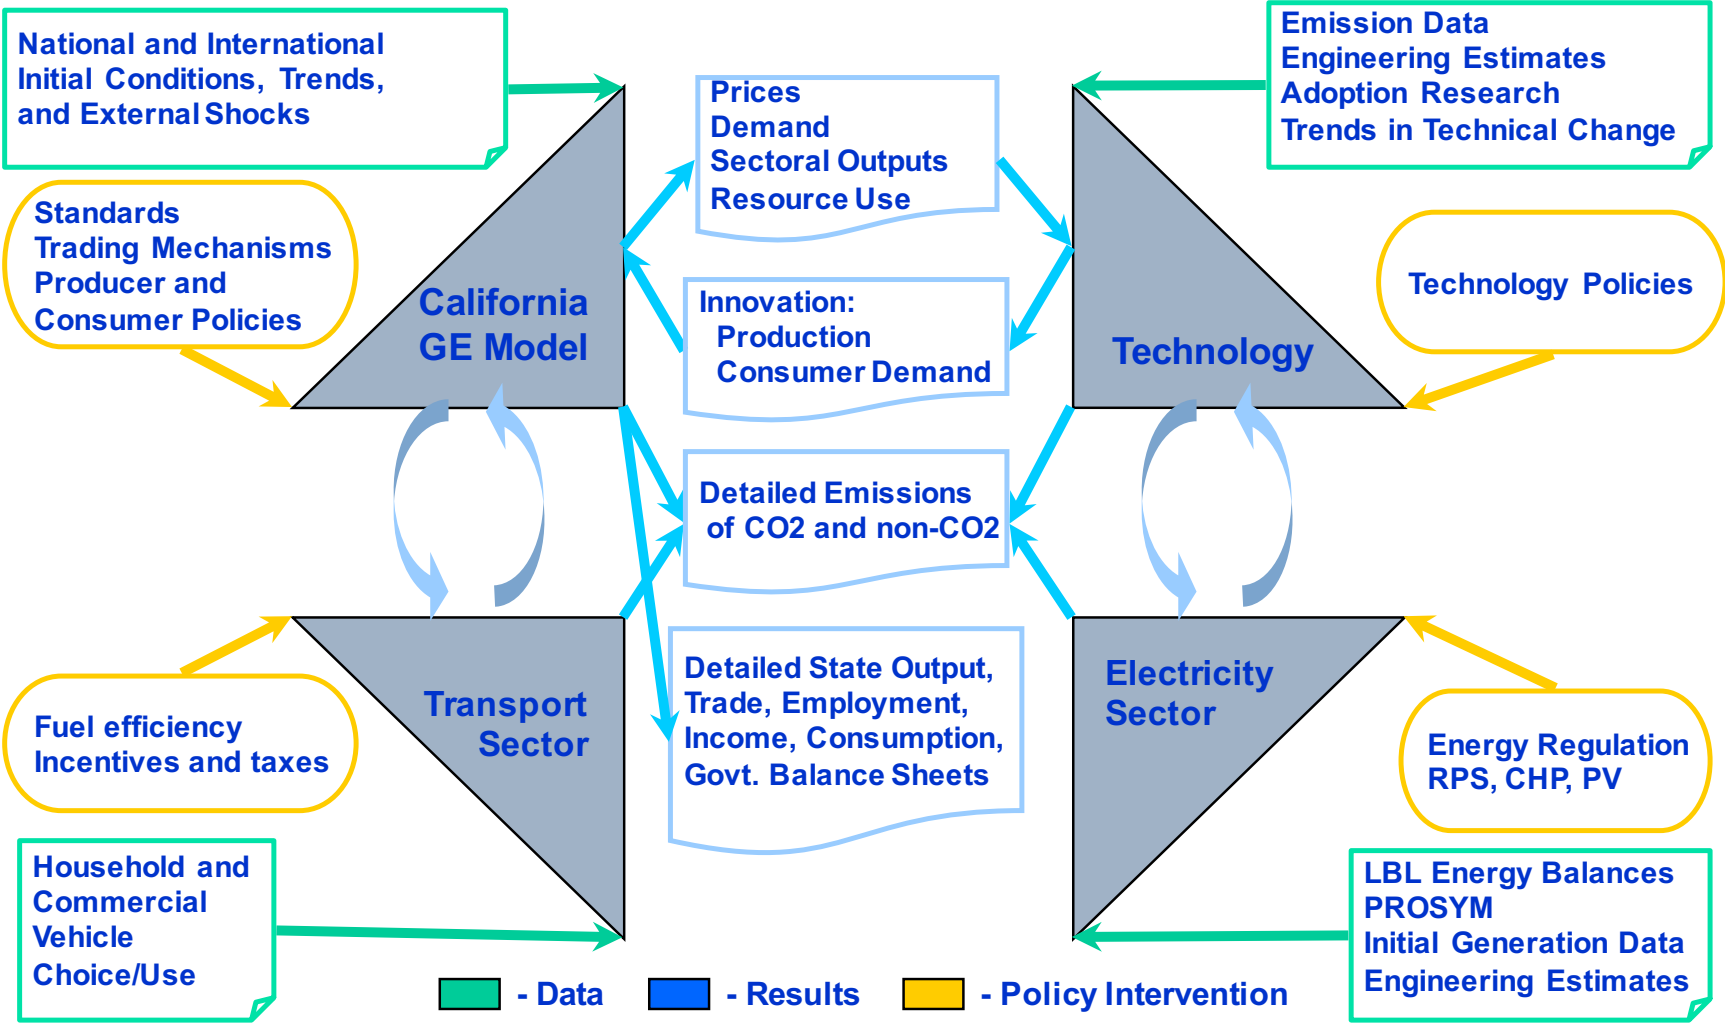 National and International
Initial Conditions, Trends,
and External Shocks
Emission Data
Engineering Estimates
Adoption Research
Trends in Technical Change
Prices
Demand
Sectoral Outputs
Resource Use
Standards
Trading Mechanisms
Producer and
Consumer Policies
Technology Policies
California
GE Model
Innovation:
Production
Consumer Demand
Technology
Detailed Emissions
of CO2 and non-CO2
Transport
Sector
Detailed State Output,
Trade, Employment,
Income, Consumption,
Govt. Balance Sheets
Electricity
Sector
Fuel efficiency
Incentives and taxes
Energy Regulation
RPS, CHP, PV
Household and
Commercial
Vehicle
Choice/Use
LBL Energy Balances
PROSYM
Initial Generation Data
Engineering Estimates
- Data
- Results
- Policy Intervention